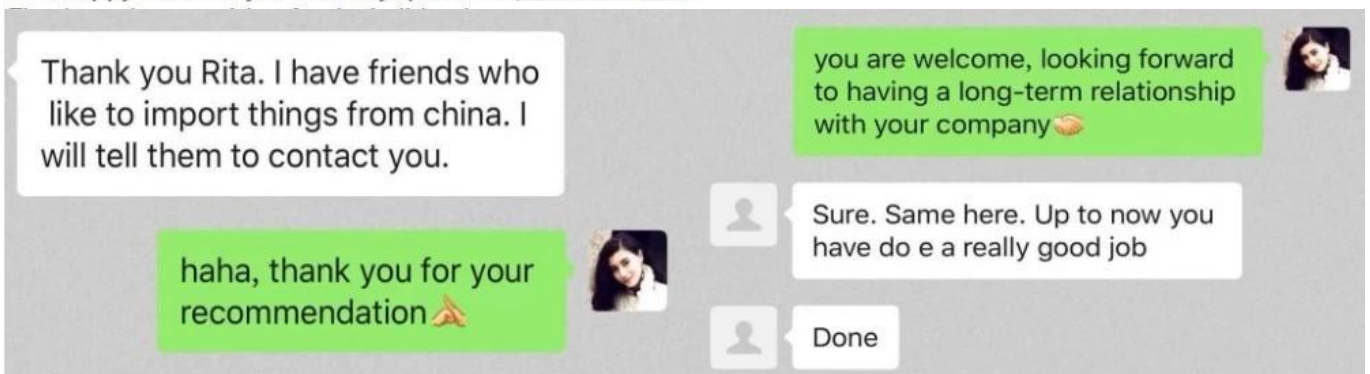 Thank you Rita. I have friends who
like to import things from china. I
will tell them to contact you.
haha, thank you for your
recommendation
you are welcome, looking forward
to having a long-term relationship
with your company
Sure. Same here. Up to now you
have do e a really good job
Done